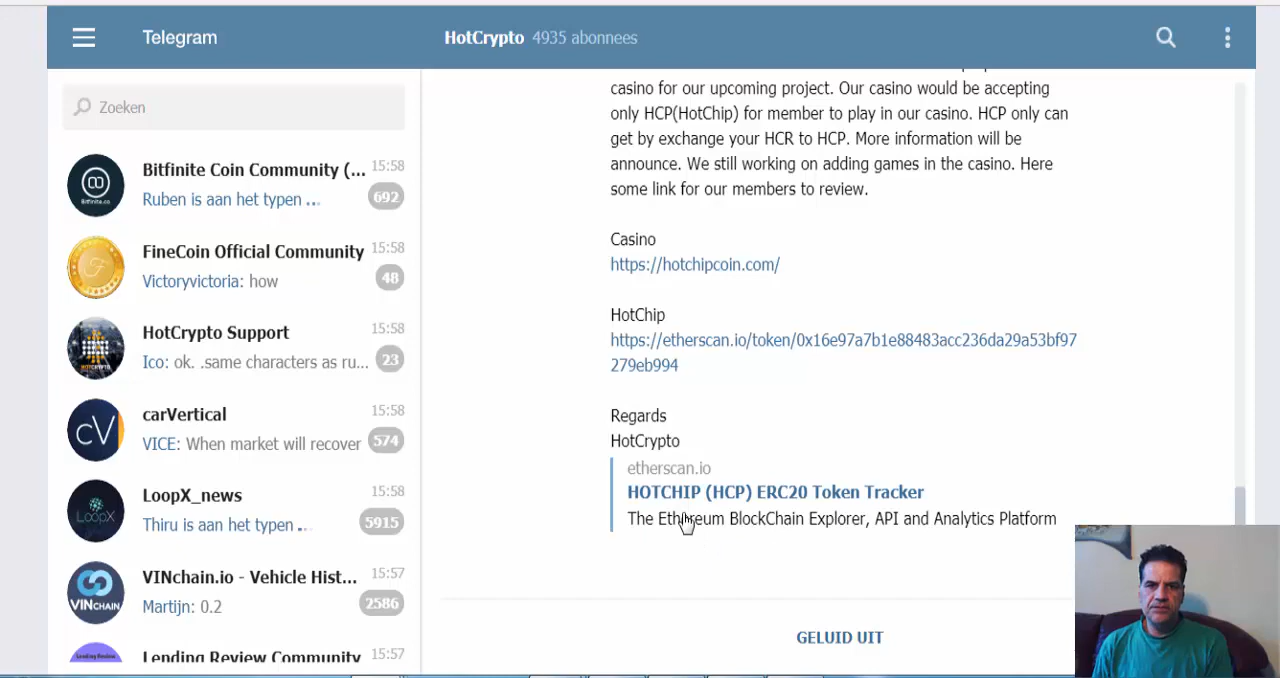 Telegram
HotCrypto 4935 abonnees
Zoeken
Bitfinite Coin Community (... 15:58
Ruben is aan het typen ... 692
FineCoin Official Community 15:58
Victoryvictoria: how 48
HotCrypto Support 15:58
Ico: ok. .same characters as ru... 23
carVertical 15:58
VICE: When market will recover 574
LoopX_news 15:58
Thiru is aan het typen ... 5915
VINchain.io - Vehicle Hist... 15:57
Martijn: 0.2 2586
Lending Review Community 15:57
casino for our upcoming project. Our casino would be accepting
only HCP(HotChip) for member to play in our casino. HCP only can
get by exchange your HCR to HCP. More information will be
announce. We still working on adding games in the casino. Here
some link for our members to review.
Casino
https://hotchipcoin.com/
HotChip
https://etherscan.io/token/0x16e97a7b1e88483acc236da29a53bf97
279eb994
Regards
HotCrypto
etherscan.io
HOTCHIP (HCP) ERC20 Token Tracker
The Ethereum BlockChain Explorer, API and Analytics Platform
GELUID UIT